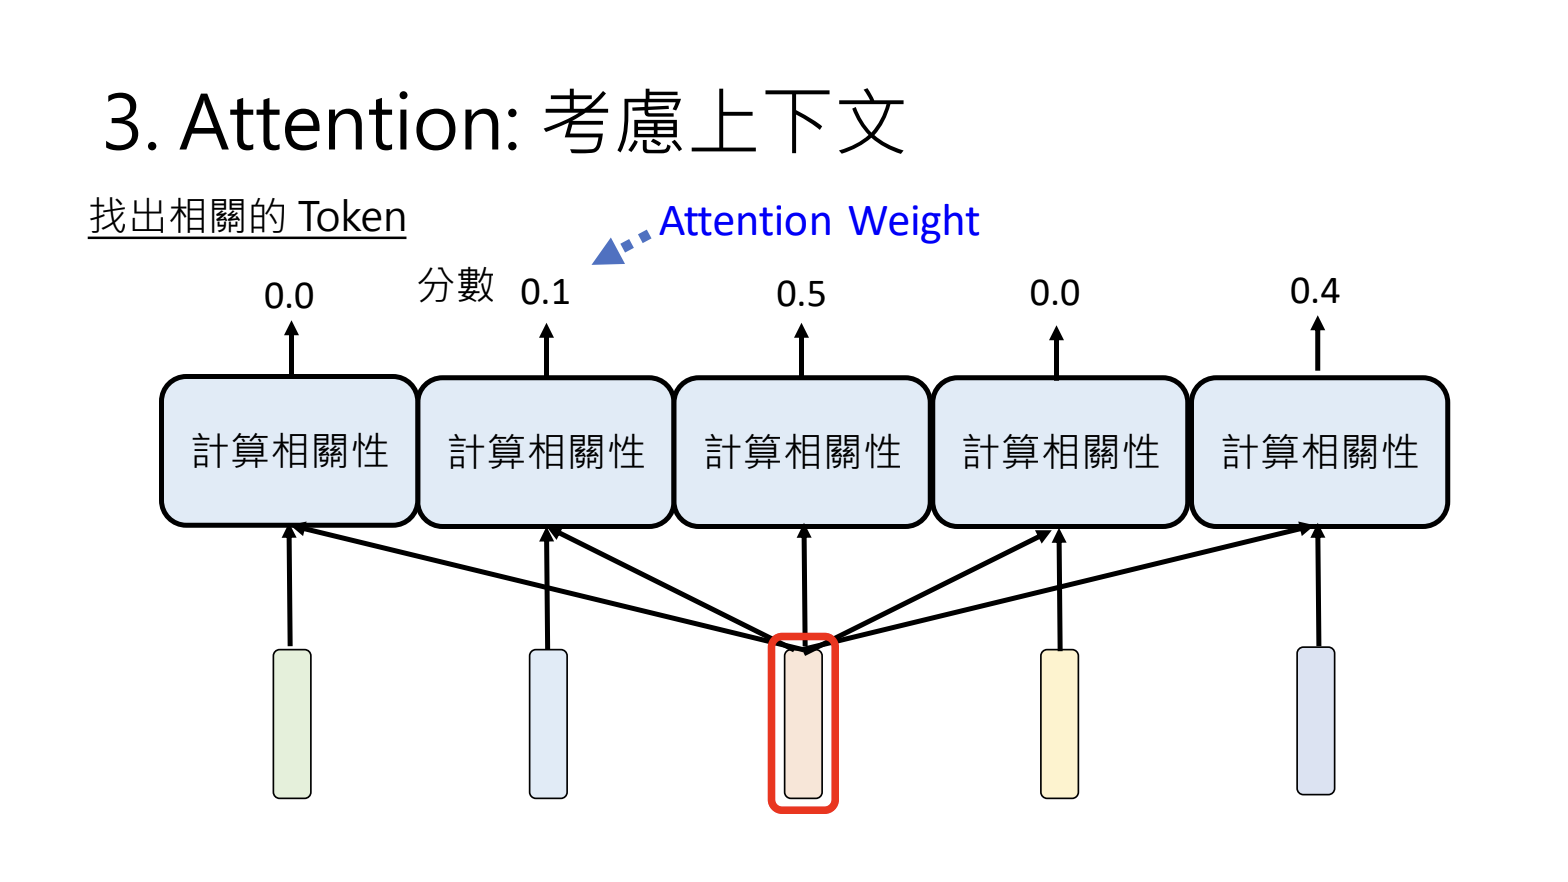 3. Attention: 考慮上下文
找出相關的 Token
Attention Weight
0.0
分數 0.1
0.5
0.0
0.4
計算相關性
計算相關性
計算相關性
計算相關性
計算相關性